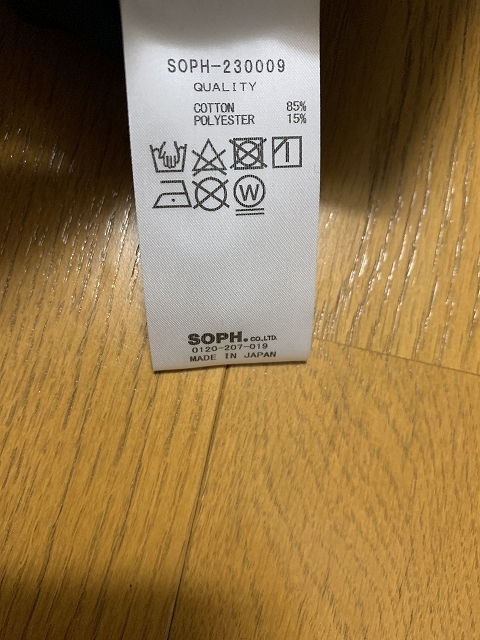 SOPH-230009
QUALITY
COTTON 85%
POLYESTER 15%
W
SOPH. CO.,LTD.
0120-207-019
MADE IN JAPAN